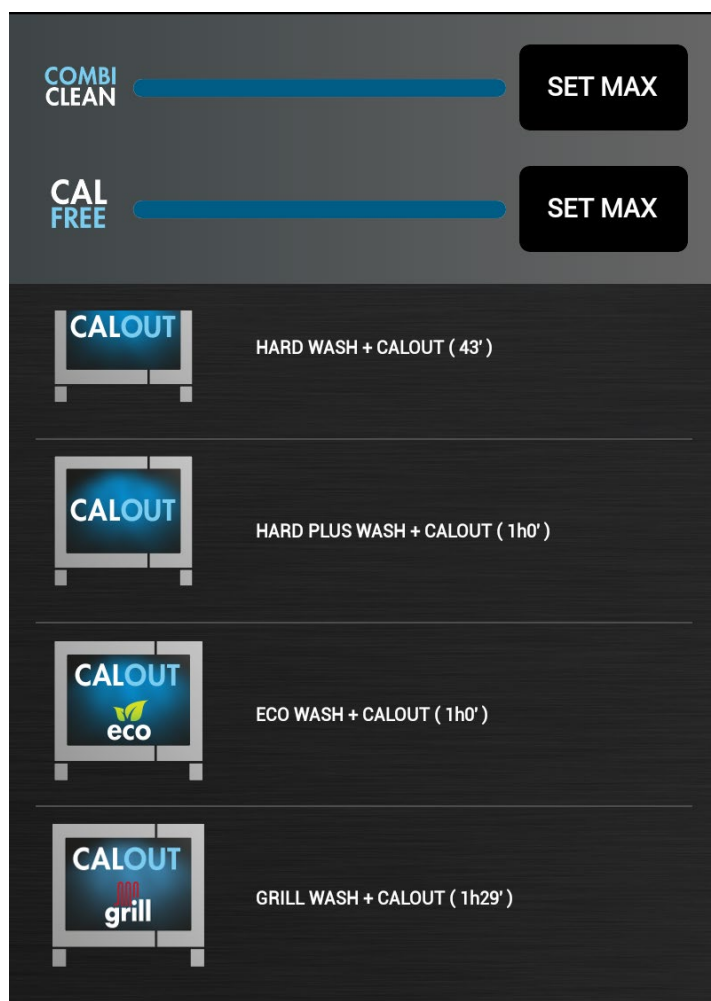 COMBI
CLEAN
SET MAX
CAL
FREE
SET MAX
CALOUT
HARD WASH + CALOUT ( 43' )
CALOUT
HARD PLUS WASH + CALOUT ( 1h0' )
CALOUT
eco
ECO WASH + CALOUT ( 1h0' )
CALOUT
grill
GRILL WASH + CALOUT ( 1h29' )